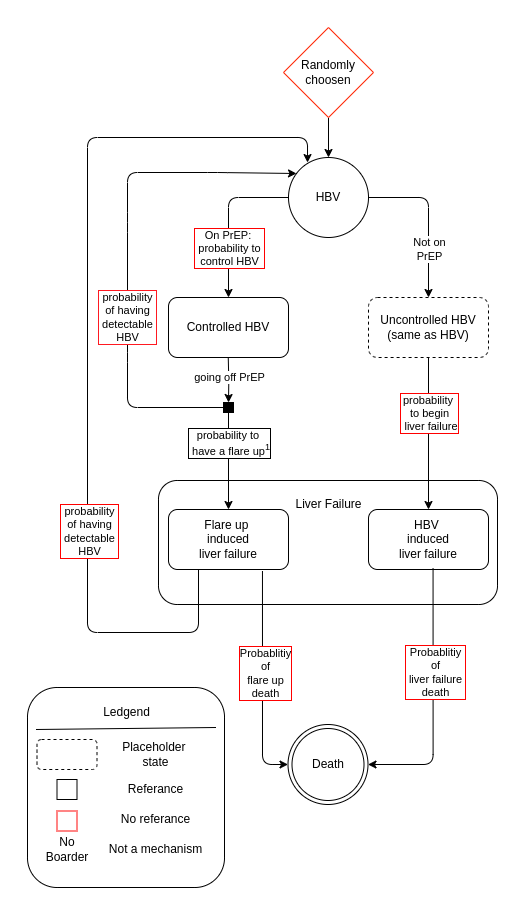 Randomly
choosen
HBV
On PrEP:
probability to
control HBV
Not on
PrEP
probability
of having
detectable
HBV
Controlled HBV
Uncontrolled HBV
(same as HBV)
going off PrEP
probability
to begin
liver failure
probability to
have a flare up1
Liver Failure
probability
of having
detectable
HBV
Flare up
induced
liver failure
HBV
induced
liver failure
Probablitiy
of
flare up
death
Probablitiy
of
liver failure
death
Death
Ledgend
Placeholder
state
Referance
No referance
No
Boarder
Not a mechanism